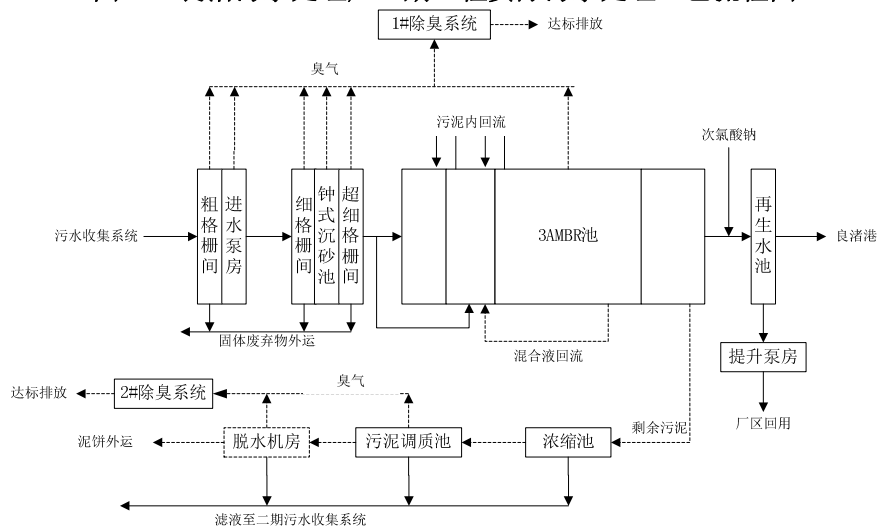 1#除臭系统
达标排放
臭气
污泥内回流
次氯酸钠
粗格栅间
进水泵房
细格栅间
钟式沉砂池
超细格栅间
3AMBR池
再生水池
污水收集系统
良渚港
固体废弃物外运
混合液回流
提升泵房
厂区回用
达标排放
2#除臭系统
臭气
剩余污泥
泥饼外运
脱水机房
污泥调质池
浓缩池
滤液至二期污水收集系统